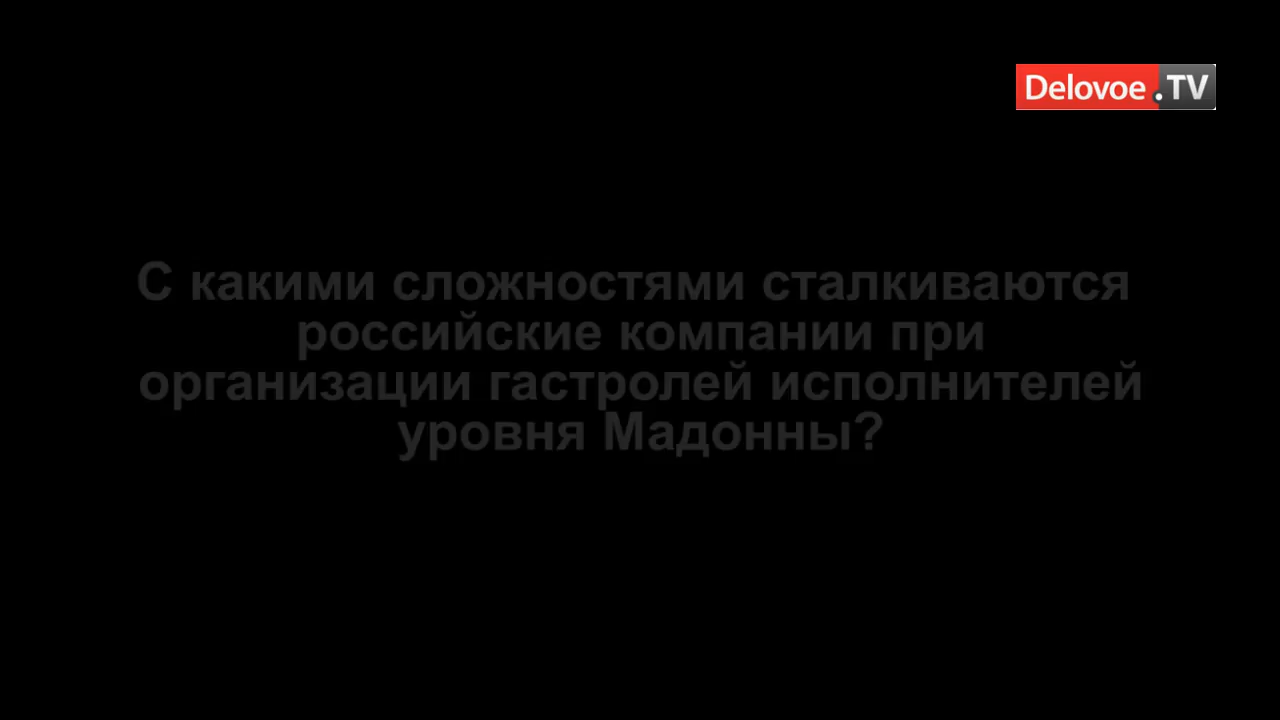 Delovoe.TV
С какими сложностями сталкиваются
российские компании при
организации гастролей исполнителей
уровня Мадонны?